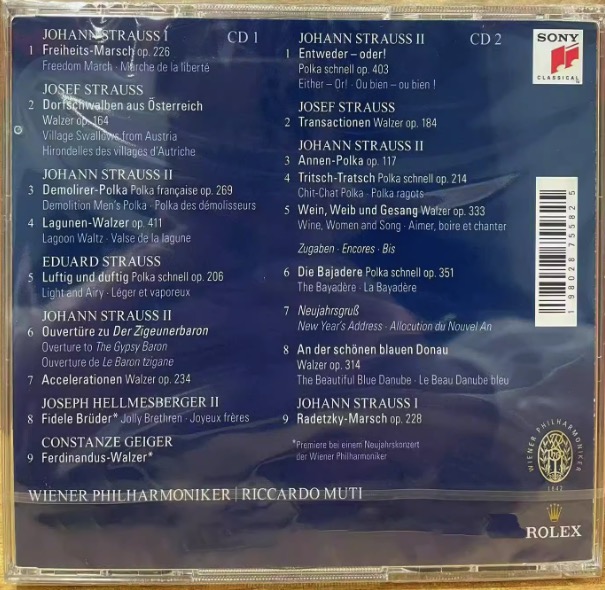 JOHANN STRAUSS I CD 1
1 Freiheits-Marsch op. 226
Freedom March · Marche de la liberté
JOSEF STRAUSS
2 Dorfschwalben aus Österreich
Walzer op. 164
Village Swallows from Austria
Hirondelles des villages d'Autriche
JOHANN STRAUSS II
3 Demolirer-Polka Polka française op. 269
Demolition Men's Polka · Polka des démolisseurs
4 Lagunen-Walzer op. 411
Lagoon Waltz · Valse de la lagune
EDUARD STRAUSS
5 Luftig und duftig Polka schnell op. 206
Light and Airy · Léger et vaporeux
JOHANN STRAUSS II
6 Ouvertüre zu Der Zigeunerbaron
Overture to The Gypsy Baron
Ouverture de Le Baron tzigane
7 Accelerationen Walzer op. 234
JOSEPH HELLMESBERGER II
8 Fidele Brüder* Jolly Brethren · Joyeux frères
CONSTANZE GEIGER
9 Ferdinandus-Walzer*
JOHANN STRAUSS II CD 2
1 Entweder – oder!
Polka schnell op. 403
Either – Or! · Ou bien – ou bien !
JOSEF STRAUSS
2 Transactionen Walzer op. 184
JOHANN STRAUSS II
3 Annen-Polka op. 117
4 Tritsch-Tratsch Polka schnell op. 214
Chit-Chat Polka · Polka ragots
5 Wein, Weib und Gesang Walzer op. 333
Wine, Women and Song · Aimer, boire et chanter
Zugaben · Encores · Bis
6 Die Bajadere Polka schnell op. 351
The Bayadère · La Bayadère
7 Neujahrsgruß
New Year's Address · Allocution du Nouvel An
8 An der schönen blauen Donau
Walzer op. 314
The Beautiful Blue Danube · Le Beau Danube bleu
JOHANN STRAUSS I
9 Radetzky-Marsch op. 228
*Premiere bei einem Neujahrskonzert
der Wiener Philharmoniker
WIENER PHILHARMONIKER | RICCARDO MUTI
SONY
CLASSICAL
1 98028 75582 5
WIENER PHILHARMONIKER
1842
ROLEX